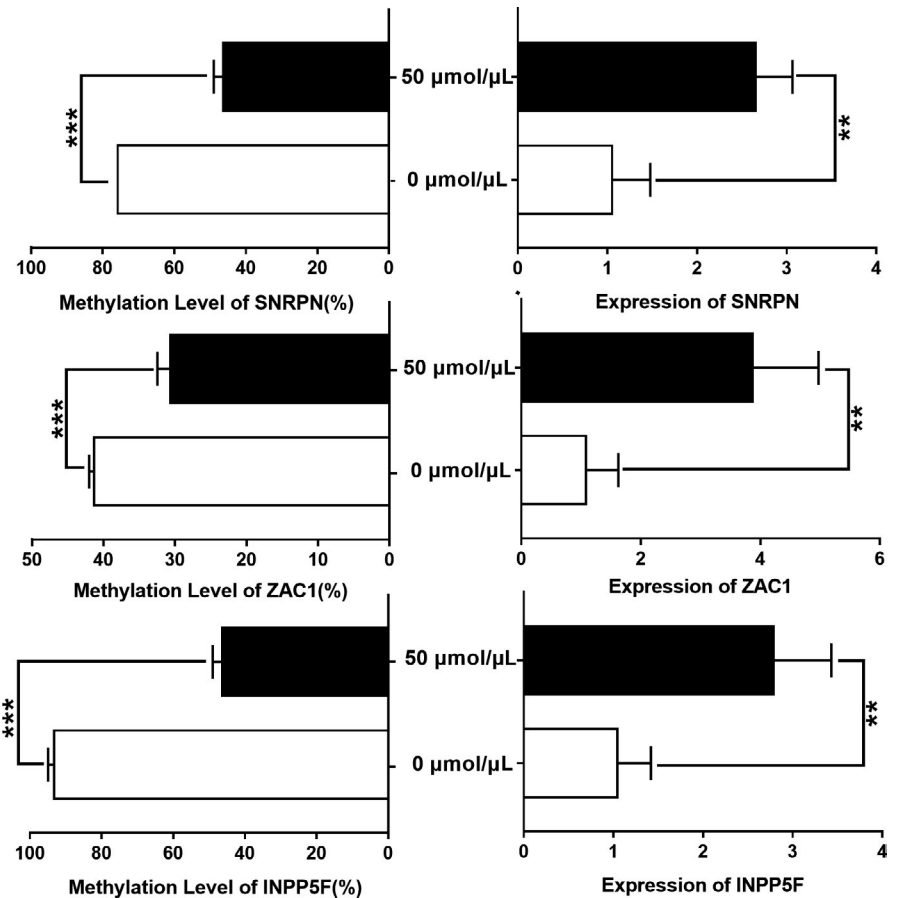 50 µmol/µL
***
**
0 µmol/µL
100 80 60 40 20 0 0 1 2 3 4
Methylation Level of SNRPN(%) Expression of SNRPN
50 µmol/µL
***
**
0 µmol/µL
50 40 30 20 10 0 0 2 4 6
Methylation Level of ZAC1(%) Expression of ZAC1
50 µmol/µL
***
**
0 µmol/µL
100 80 60 40 20 0 0 1 2 3 4
Methylation Level of INPP5F(%) Expression of INPP5F